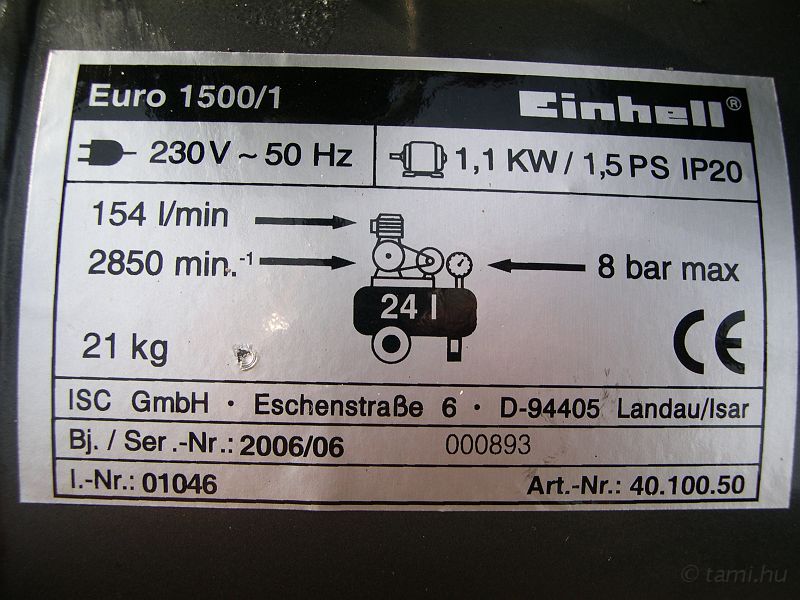 Euro 1500/1 Einhell®
230V ~ 50 Hz 1,1 KW / 1,5 PS IP20
154 l/min
2850 min.-1 8 bar max
24 l
21 kg CE
ISC GmbH · Eschenstraße 6 · D-94405 Landau/Isar
Bj. / Ser.-Nr.: 2006/06 000893
I.-Nr.: 01046 Art.-Nr.: 40.100.50
© tami.hu